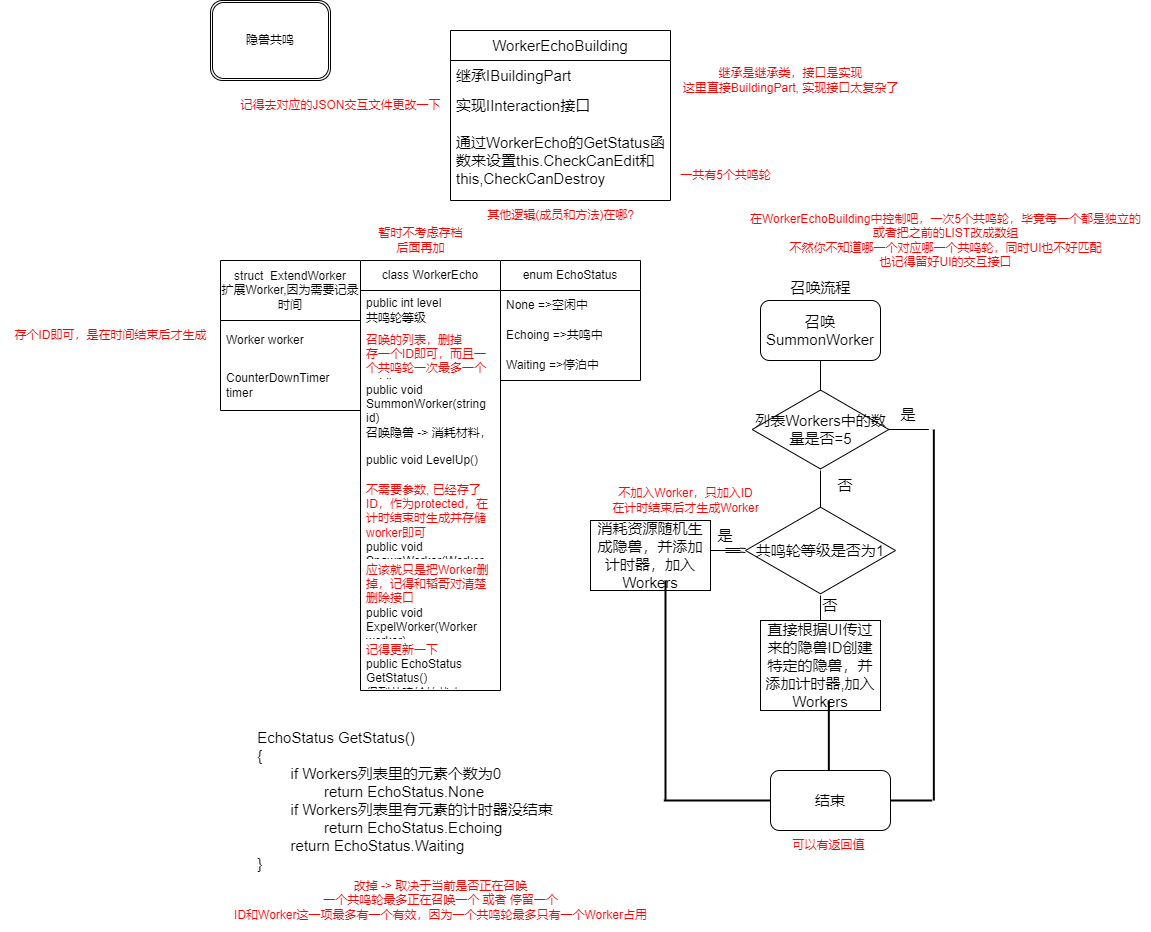 隐兽共鸣
WorkerEchoBuilding
继承IBuildingPart
实现IInteraction接口
通过WorkerEcho的GetStatus函
数来设置this.CheckCanEdit和
this,CheckCanDestroy
继承是继承类，接口是实现
这里直接BuildingPart, 实现接口太复杂了
记得去对应的JSON交互文件更改一下
一共有5个共鸣轮
其他逻辑(成员和方法)在哪?
暂时不考虑存档
后面再加
在WorkerEchoBuilding中控制吧，一次5个共鸣轮，毕竟每一个都是独立的
或者把之前的LIST改成数组
不然你不知道哪一个对应哪一个共鸣轮，同时UI也不好匹配
也记得留好UI的交互接口
struct ExtendWorker
扩展Worker,因为需要记录
时间
Worker worker
CounterDownTimer
timer
存个ID即可，是在时间结束后才生成
class WorkerEcho
public int level
共鸣轮等级
召唤的列表，删掉
存一个ID即可，而且一
个共鸣轮一次最多一个
public void
SummonWorker(string
id)
召唤隐兽 -> 消耗材料，
public void LevelUp()
不需要参数, 已经存了
ID，作为protected，在
计时结束时生成并存储
worker即可
public void
应该就只是把Worker删
掉，记得和韬哥对清楚
删除接口
public void
ExpelWorker(Worker
记得更新一下
public EchoStatus
GetStatus()
enum EchoStatus
None =>空闲中
Echoing =>共鸣中
Waiting =>停泊中
召唤流程
召唤
SummonWorker
列表Workers中的数
量是否=5
是
否
不加入Worker，只加入ID
在计时结束后才生成Worker
消耗资源随机生
成隐兽，并添加
计时器，加入
Workers
是
共鸣轮等级是否为1
否
直接根据UI传过
来的隐兽ID创建
特定的隐兽，并
添加计时器,加入
Workers
结束
可以有返回值
EchoStatus GetStatus()
{
if Workers列表里的元素个数为0
return EchoStatus.None
if Workers列表里有元素的计时器没结束
return EchoStatus.Echoing
return EchoStatus.Waiting
}
改掉 -> 取决于当前是否正在召唤
一个共鸣轮最多正在召唤一个 或者 停留一个
ID和Worker这一项最多有一个有效，因为一个共鸣轮最多只有一个Worker占用